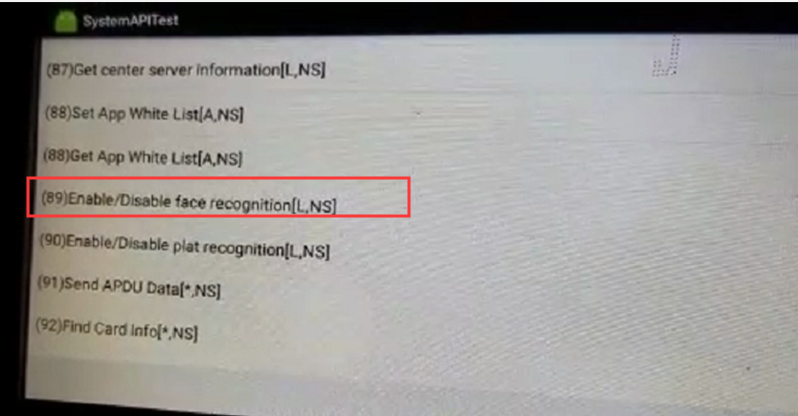 SystemAPITest
(87)Get center server information[L,NS]
(88)Set App White List[A,NS]
(88)Get App White List[A,NS]
(89)Enable/Disable face recognition[L,NS]
(90)Enable/Disable plat recognition[L,NS]
(91)Send APDU Data[*,NS]
(92)Find Card Info[*,NS]